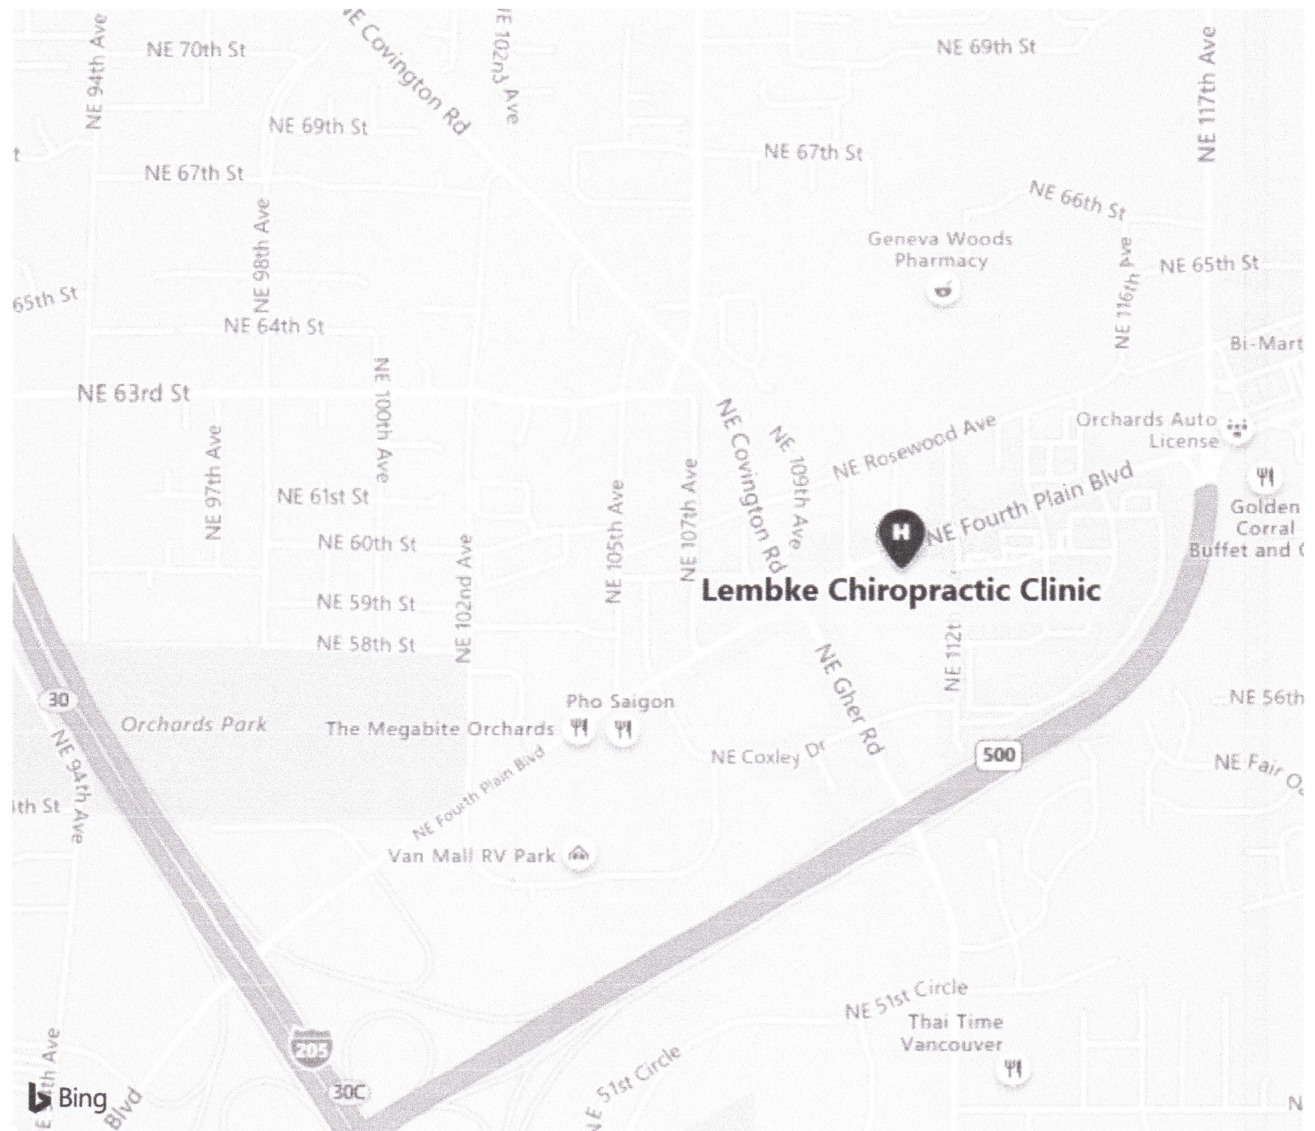 NE 94th Ave
NE 70th St
NE Covington Rd
NE 102nd Ave
NE 69th St
NE 117th Ave
NE 69th St
t
NE 67th St
NE 67th St
NE 66th St
NE 98th Ave
Geneva Woods
Pharmacy
NE 116th Ave
NE 65th St
65th St
NE 64th St
Bi-Mart
NE 63rd St
NE 100th Ave
NE Covington Rd
NE 109th Ave
NE Rosewood Ave
Orchards Auto
License
NE 97th Ave
NE 61st St
NE 105th Ave
NE 107th Ave
NE Fourth Plain Blvd
H
Golden
Corral
Buffet and
NE 60th St
NE 102nd Ave
Lembke Chiropractic Clinic
NE 59th St
NE 58th St
NE 112t
NE Gher Rd
30
Orchards Park
Pho Saigon
The Megabite Orchards
NE 56th
NE 94th Ave
NE Fourth Plain Blvd
NE Coxley Dr
500
NE Fair
th St
Van Mall RV Park
NE 51st Circle
Thai Time
Vancouver
205
NE 51st Circle
30C
th Ave
Bing
Blvd
N